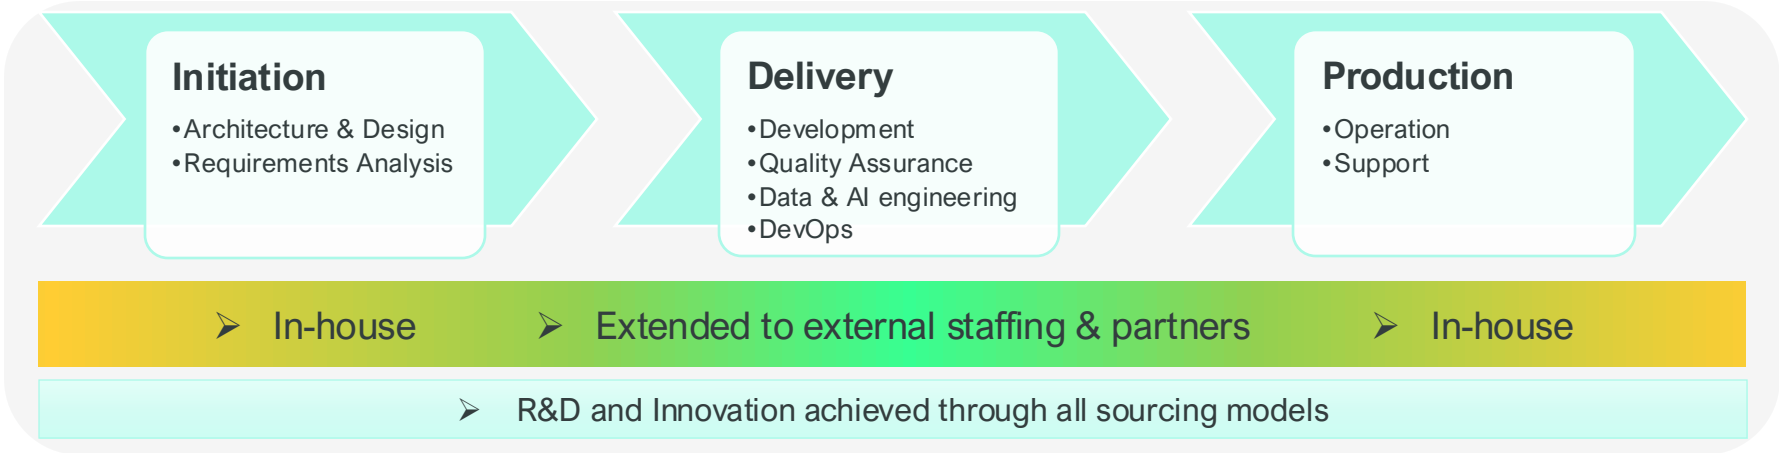 Initiation
•Architecture & Design
•Requirements Analysis
Delivery
•Development
•Quality Assurance
•Data & AI engineering
•DevOps
Production
•Operation
•Support
➢ In-house
➢ Extended to external staffing & partners
➢ In-house
➢ R&D and Innovation achieved through all sourcing models